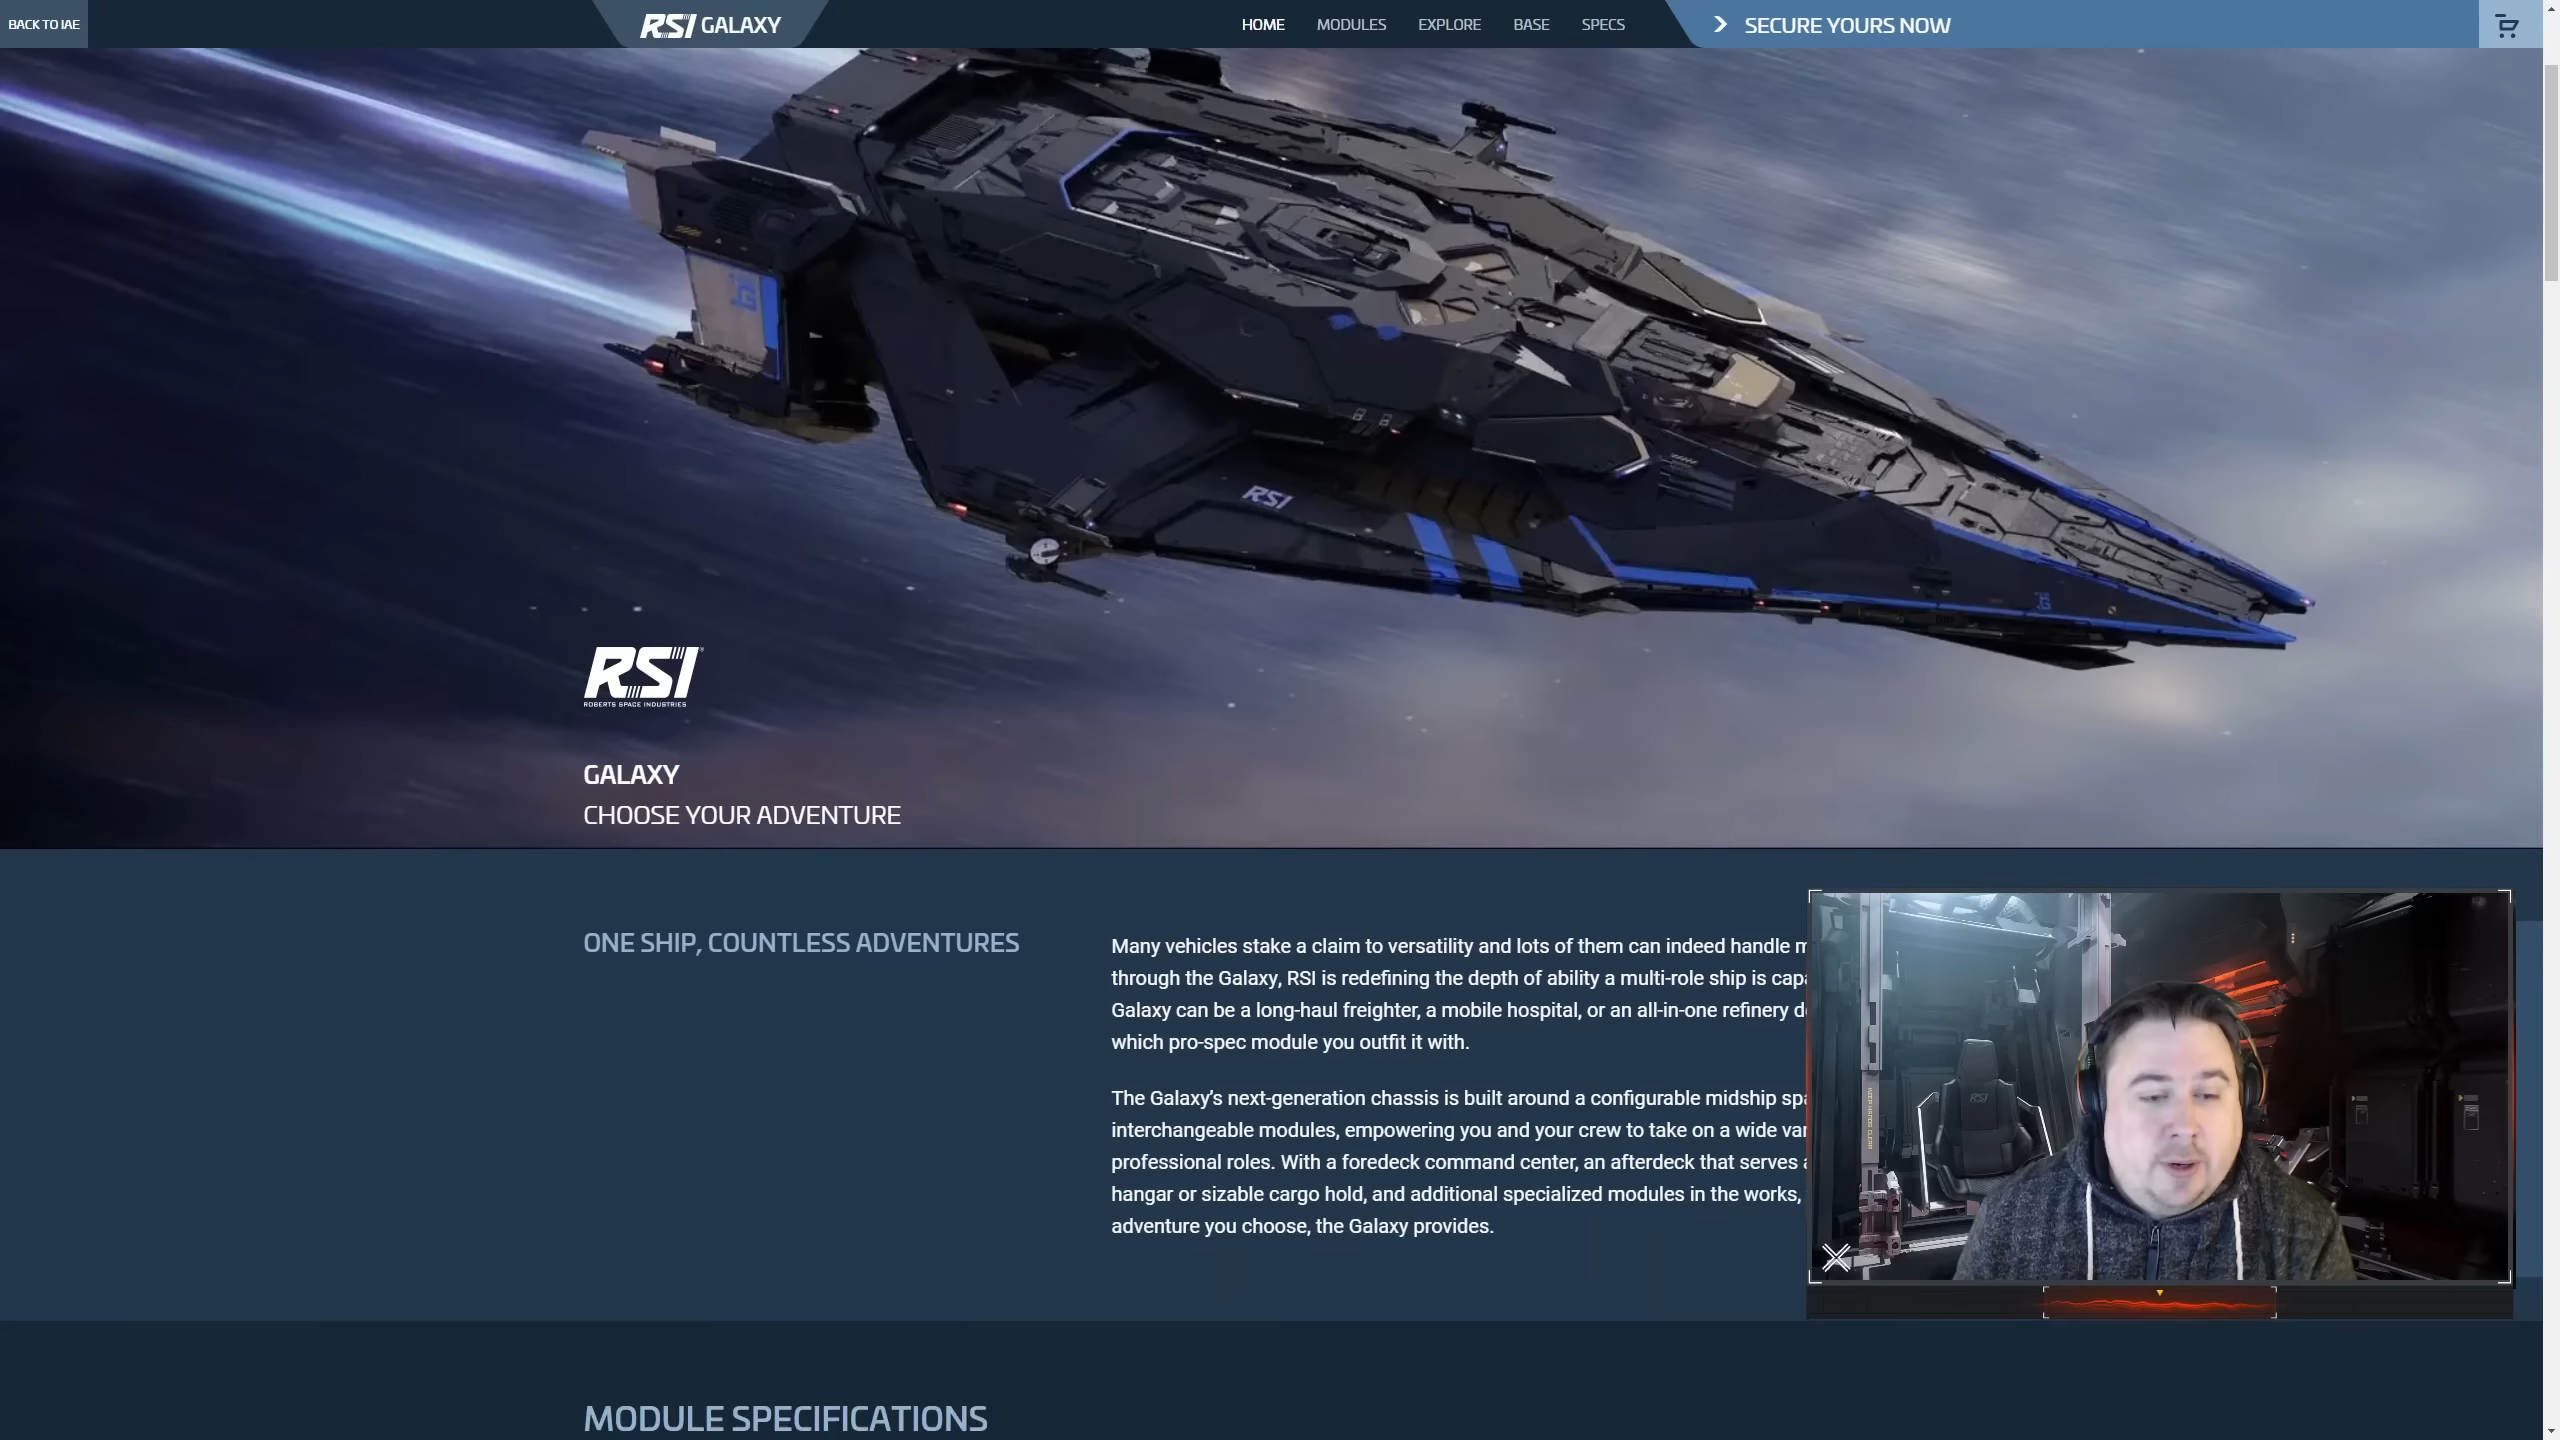 BACK TO IAE
RSI GALAXY
HOME MODULES EXPLORE BASE SPECS
SECURE YOURS NOW
G
RSI
RSI
ROBERTS SPACE INDUSTRIES
GALAXY
CHOOSE YOUR ADVENTURE
ONE SHIP, COUNTLESS ADVENTURES
Many vehicles stake a claim to versatility and lots of them can indeed handle
through the Galaxy, RSI is redefining the depth of ability a multi-role ship is
Galaxy can be a long-haul freighter, a mobile hospital, or an all-in-one refinery
which pro-spec module you outfit it with.
The Galaxy's next-generation chassis is built around a configurable midship
interchangeable modules, empowering you and your crew to take on a wide
professional roles. With a foredeck command center, an afterdeck that serves
hangar or sizable cargo hold, and additional specialized modules in the works,
adventure you choose, the Galaxy provides.
RSI
KEEP HANDS CLEAR
MODULE SPECIFICATIONS